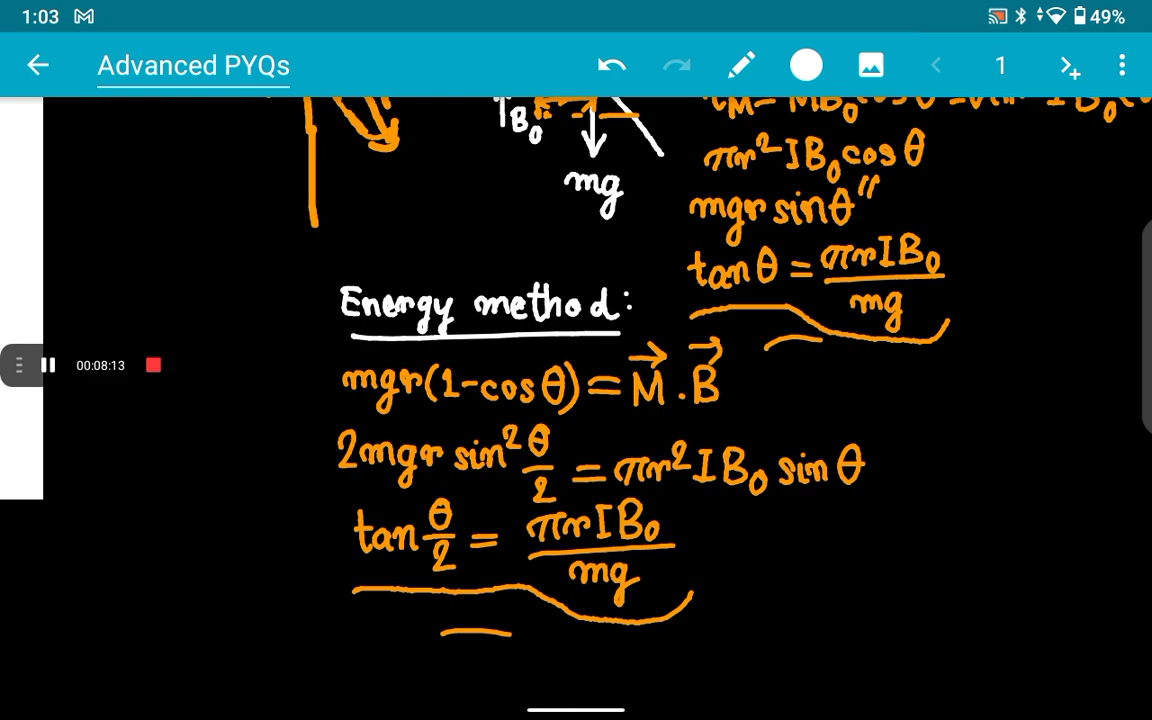 1:03 49%
Advanced PYQs 1
B₀
mg
πr²IB₀cosθ
mgr sinθ"
tanθ = πrIB₀/mg
Energy method:
00:08:13
mgr(1-cosθ) = M⃗ . B⃗
2mgr sin² θ/2 = πr²IB₀ sinθ
tan θ/2 = πrIB₀/mg